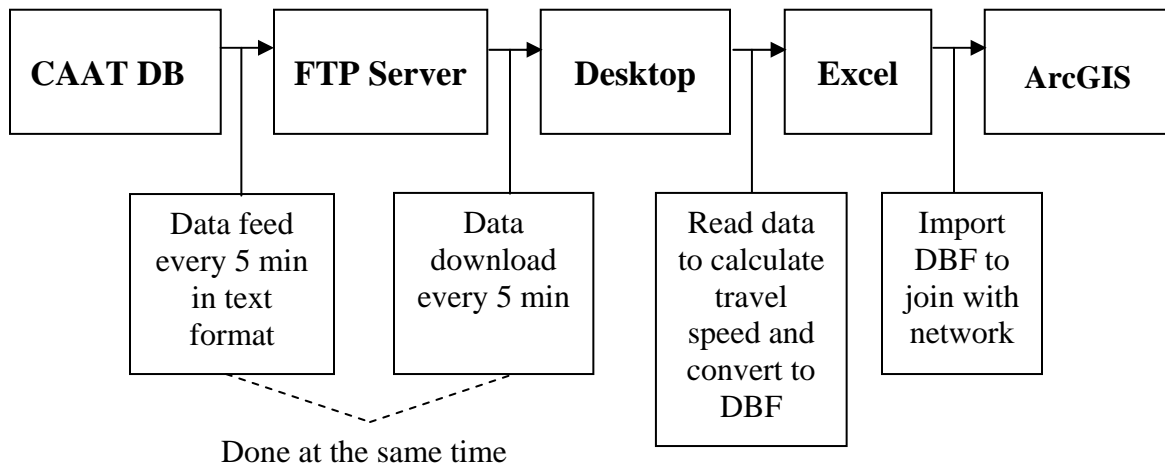 CAAT DB
FTP Server
Desktop
Excel
ArcGIS
Data feed
every 5 min
in text
format
Data
download
every 5 min
Read data
to calculate
travel
speed and
convert to
DBF
Import
DBF to
join with
network
Done at the same time